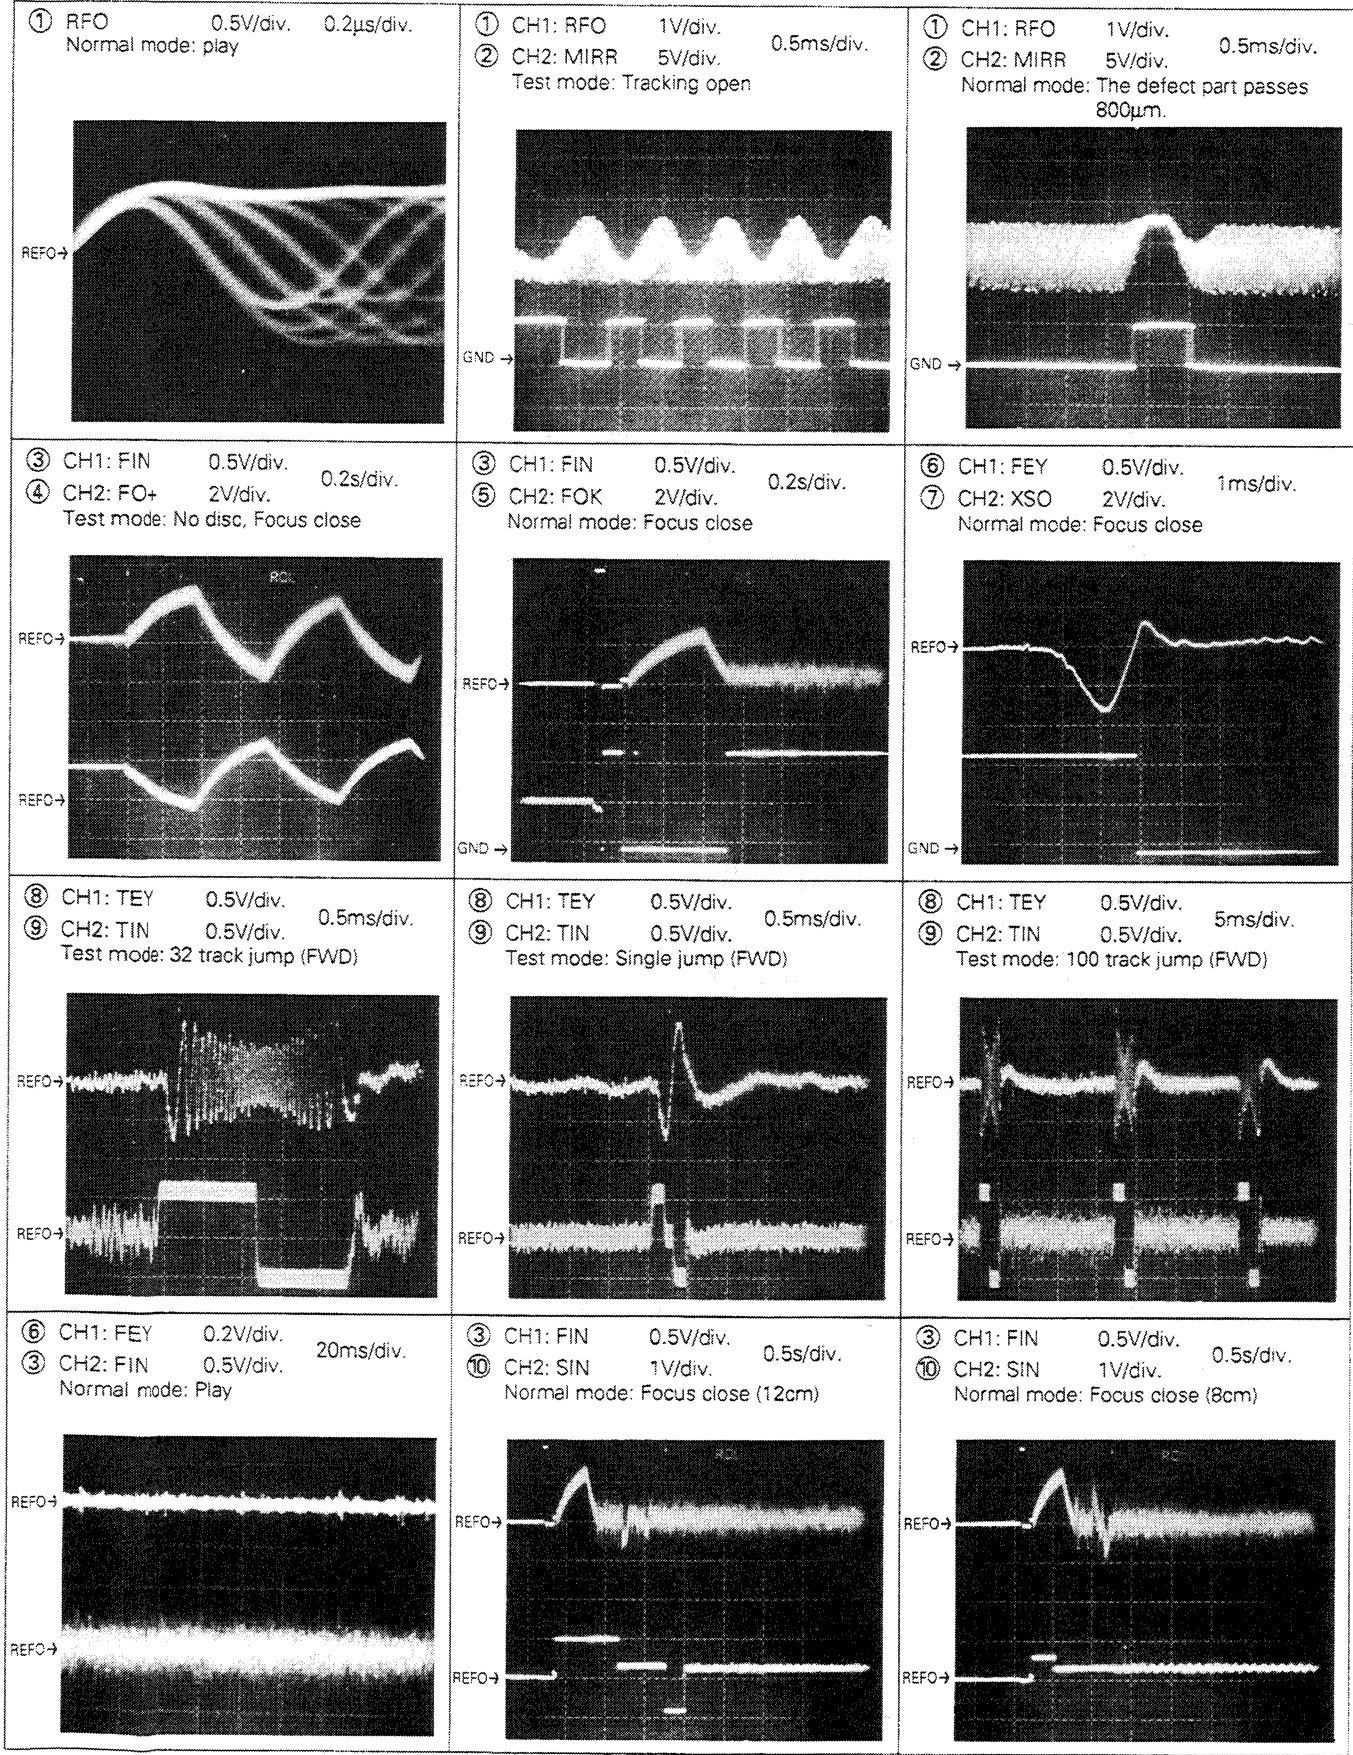 ① RFO 0.5V/div. 0.2μs/div.
Normal mode: play
REFO→
① CH1: RFO 1V/div. 0.5ms/div.
② CH2: MIRR 5V/div.
Test mode: Tracking open
GND →
① CH1: RFO 1V/div. 0.5ms/div.
② CH2: MIRR 5V/div.
Normal mode: The defect part passes
800μm.
GND →
③ CH1: FIN 0.5V/div. 0.2s/div.
④ CH2: FO+ 2V/div.
Test mode: No disc, Focus close
REFO→
REFO→
③ CH1: FIN 0.5V/div. 0.2s/div.
⑤ CH2: FOK 2V/div.
Normal mode: Focus close
REFO→
GND →
⑥ CH1: FEY 0.5V/div. 1ms/div.
⑦ CH2: XSO 2V/div.
Normal mode: Focus close
REFO→
GND →
⑧ CH1: TEY 0.5V/div. 0.5ms/div.
⑨ CH2: TIN 0.5V/div.
Test mode: 32 track jump (FWD)
REFO→
REFO→
⑧ CH1: TEY 0.5V/div. 0.5ms/div.
⑨ CH2: TIN 0.5V/div.
Test mode: Single jump (FWD)
REFO→
REFO→
⑧ CH1: TEY 0.5V/div. 5ms/div.
⑨ CH2: TIN 0.5V/div.
Test mode: 100 track jump (FWD)
REFO→
REFO→
⑥ CH1: FEY 0.2V/div. 20ms/div.
③ CH2: FIN 0.5V/div.
Normal mode: Play
REFO→
REFO→
③ CH1: FIN 0.5V/div. 0.5s/div.
⑩ CH2: SIN 1V/div.
Normal mode: Focus close (12cm)
REFO→
REFO→
③ CH1: FIN 0.5V/div. 0.5s/div.
⑩ CH2: SIN 1V/div.
Normal mode: Focus close (8cm)
REFO→
REFO→